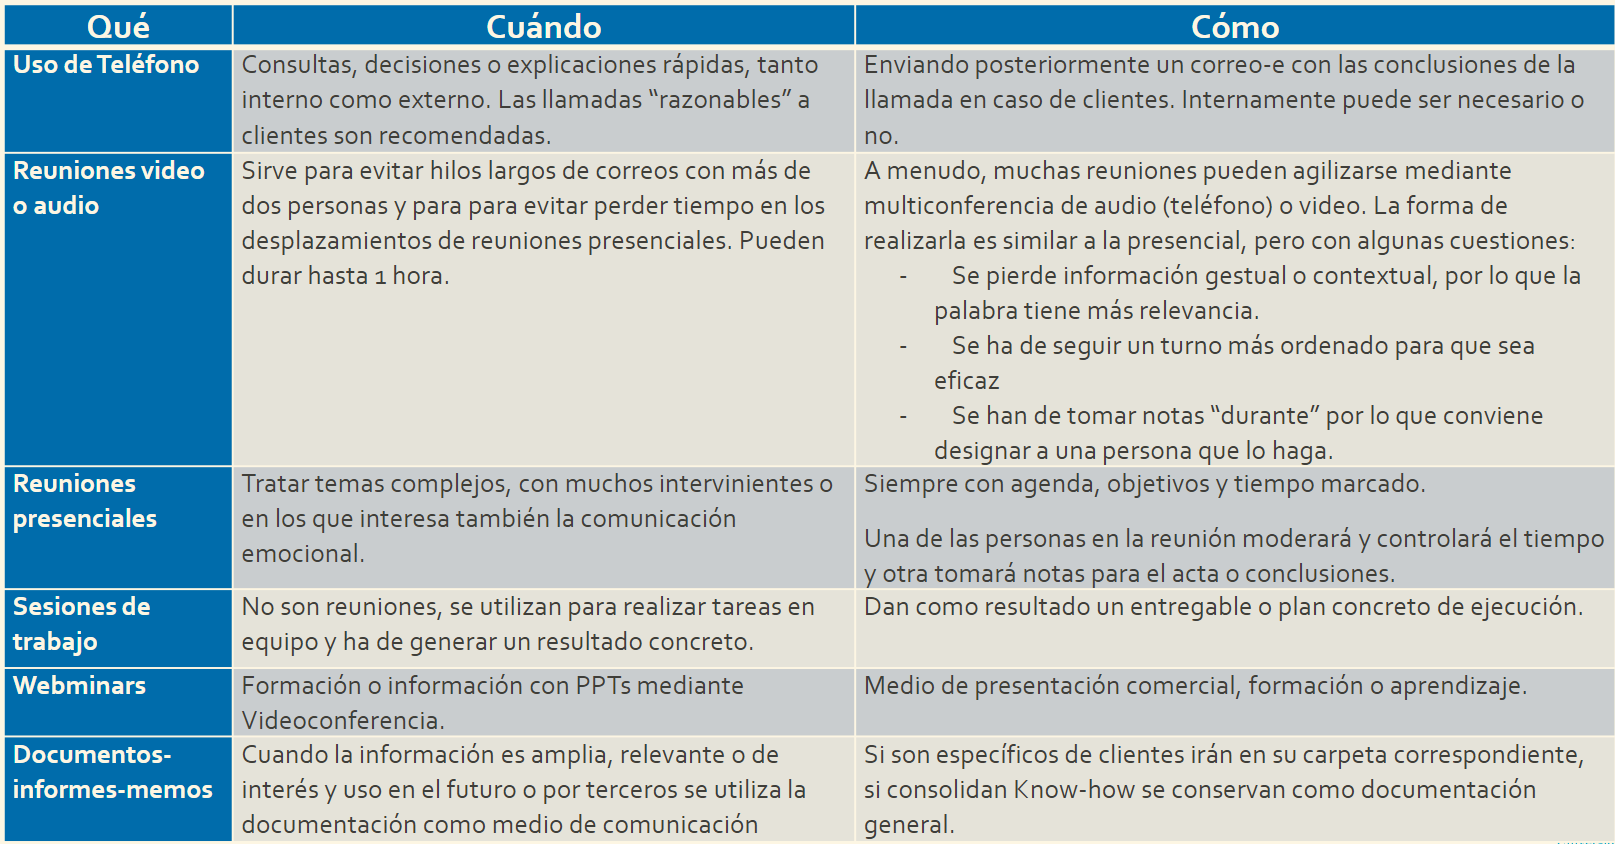 Qué
Cuándo
Cómo
Uso de Teléfono
Consultas, decisiones o explicaciones rápidas, tanto
interno como externo. Las llamadas “razonables” a
clientes son recomendadas.
Enviando posteriormente un correo-e con las conclusiones de la
llamada en caso de clientes. Internamente puede ser necesario o
no.
Reuniones video
o audio
Sirve para evitar hilos largos de correos con más de
dos personas y para para evitar perder tiempo en los
desplazamientos de reuniones presenciales. Pueden
durar hasta 1 hora.
A menudo, muchas reuniones pueden agilizarse mediante
multiconferencia de audio (teléfono) o video. La forma de
realizarla es similar a la presencial, pero con algunas cuestiones:
- Se pierde información gestual o contextual, por lo que la
palabra tiene más relevancia.
- Se ha de seguir un turno más ordenado para que sea
eficaz
- Se han de tomar notas “durante” por lo que conviene
designar a una persona que lo haga.
Reuniones
presenciales
Tratar temas complejos, con muchos intervinientes o
en los que interesa también la comunicación
emocional.
Siempre con agenda, objetivos y tiempo marcado.
Una de las personas en la reunión moderará y controlará el tiempo
y otra tomará notas para el acta o conclusiones.
Sesiones de
trabajo
No son reuniones, se utilizan para realizar tareas en
equipo y ha de generar un resultado concreto.
Dan como resultado un entregable o plan concreto de ejecución.
Webminars
Formación o información con PPTs mediante
Videoconferencia.
Medio de presentación comercial, formación o aprendizaje.
Documentos-
informes-memos
Cuando la información es amplia, relevante o de
interés y uso en el futuro o por terceros se utiliza la
documentación como medio de comunicación
Si son específicos de clientes irán en su carpeta correspondiente,
si consolidan Know-how se conservan como documentación
general.